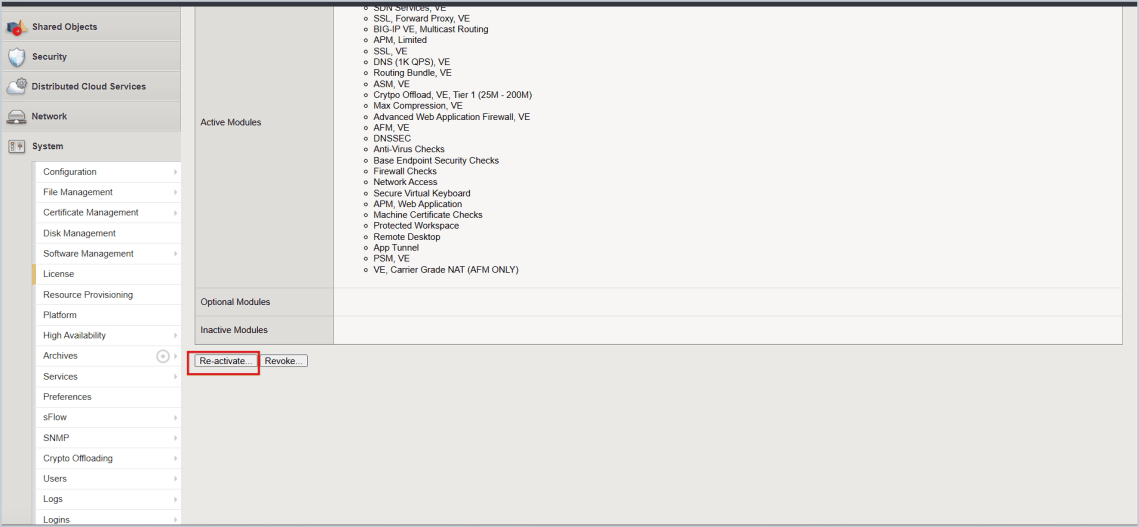 SDN Services, VE
SSL, Forward Proxy, VE
BIG-IP VE, Multicast Routing
APM, Limited
SSL, VE
DNS (1K QPS), VE
Routing Bundle, VE
ASM, VE
Crytpo Offload, VE, Tier 1 (25M - 200M)
Max Compression, VE
Advanced Web Application Firewall, VE
AFM, VE
DNSSEC
Anti-Virus Checks
Base Endpoint Security Checks
Firewall Checks
Network Access
Secure Virtual Keyboard
APM, Web Application
Machine Certificate Checks
Protected Workspace
Remote Desktop
App Tunnel
PSM, VE
VE, Carrier Grade NAT (AFM ONLY)
Active Modules
Optional Modules
Inactive Modules
Re-activate... Revoke...
Shared Objects
Security
Distributed Cloud Services
Network
System
Configuration
File Management
Certificate Management
Disk Management
Software Management
License
Resource Provisioning
Platform
High Availability
Archives
Services
Preferences
sFlow
SNMP
Crypto Offloading
Users
Logs
Logins